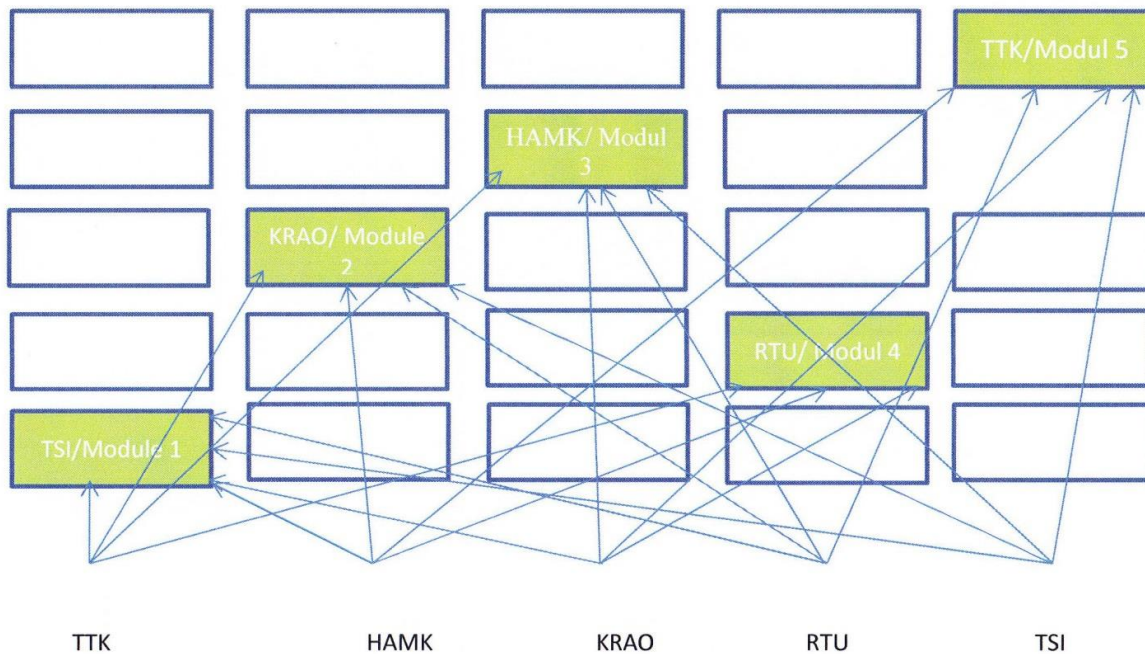 TTK/Modul 5
HAMK/ Modul
3
KRAO/ Module
2
RTU/ Modul 4
TSI/Module 1
TTK HAMK KRAO RTU TSI